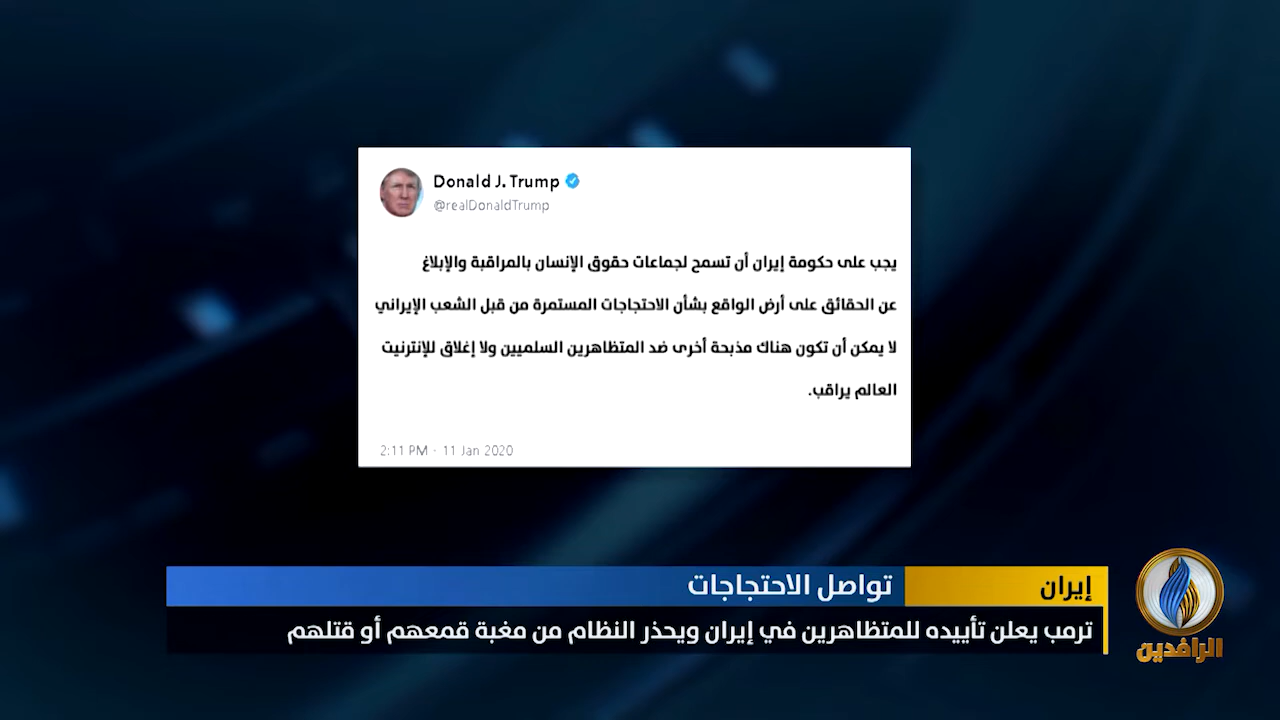 Donald J. Trump
@realDonaldTrump
يجب على حكومة إيران أن تسمح لجماعات حقوق الإنسان بالمراقبة والإبلاغ
عن الحقائق على أرض الواقع بشأن الاحتجاجات المستمرة من قبل الشعب الإيراني
لا يمكن أن تكون هناك مذبحة أخرى ضد المتظاهرين السلميين ولا إغلاق للإنترنيت
العالم يراقب.
2:11 PM · 11 Jan 2020
إيران
تواصل الاحتجاجات
ترمب يعلن تأييده للمتظاهرين في إيران ويحذر النظام من مغبة قمعهم أو قتلهم
الرافدين